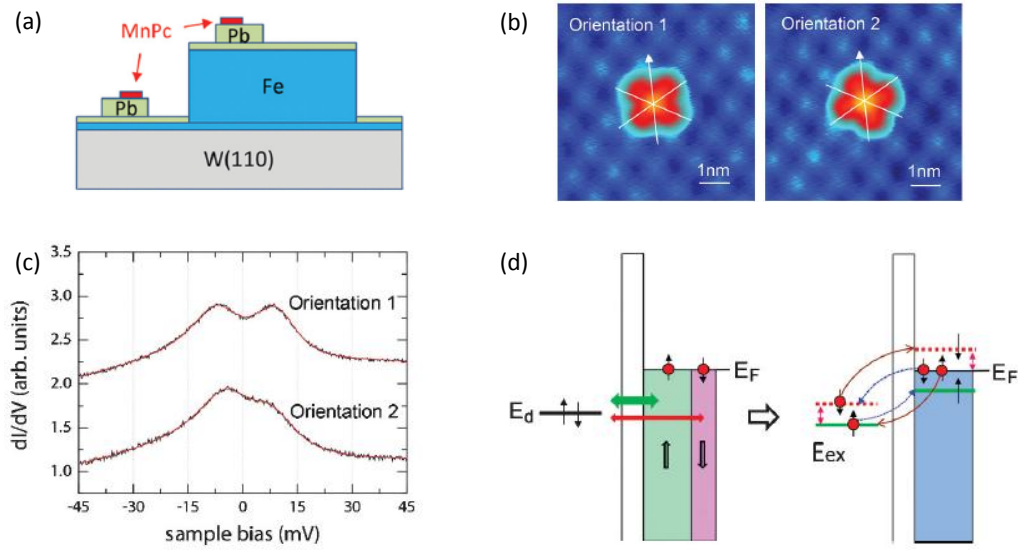 (a)
MnPc
Pb
Fe
Pb
W(110)
(b)
Orientation 1
1nm
Orientation 2
1nm
(c)
dI/dV (arb. units)
3.5
3.0
2.5
2.0
1.5
1.0
Orientation 1
Orientation 2
-45 -30 -15 0 15 30 45
sample bias (mV)
(d)
E_F
E_d
E_F
Eex